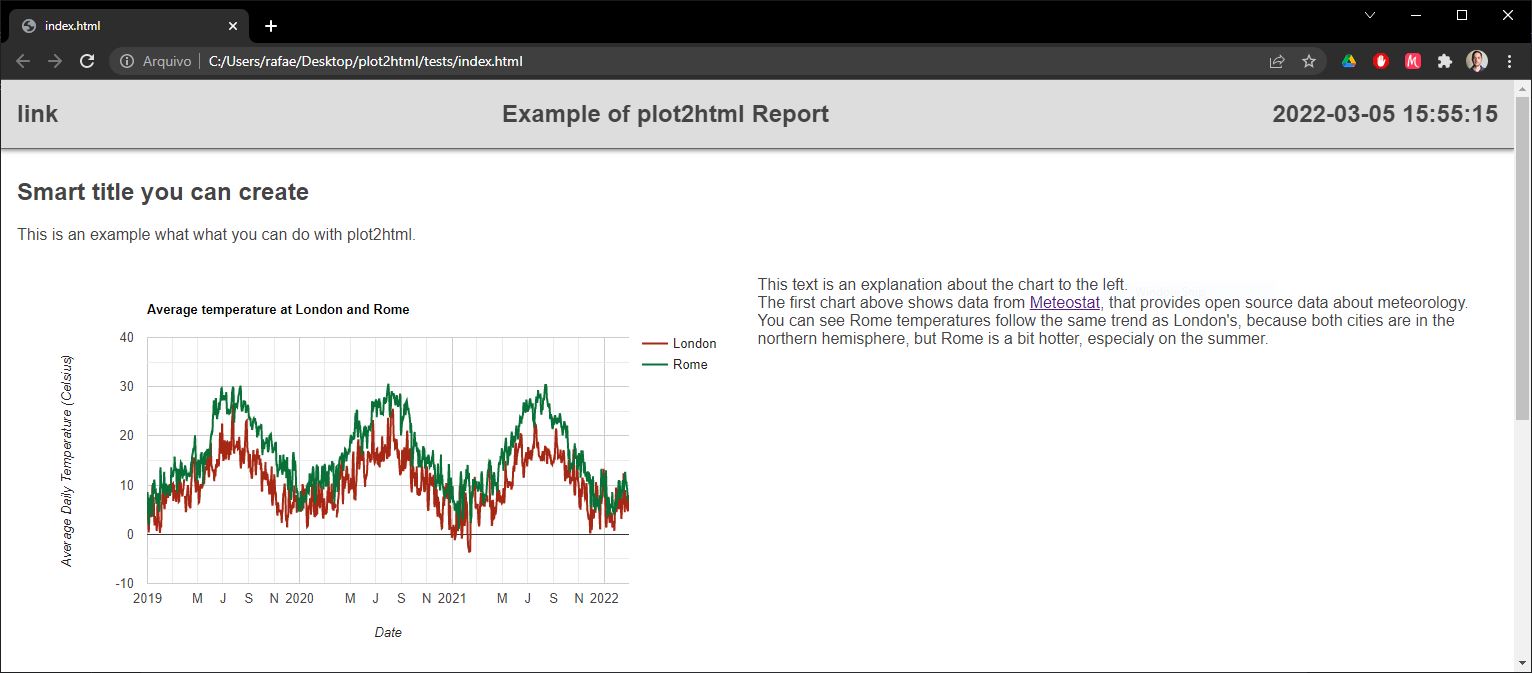 index.html
Arquivo | C:/Users/rafae/Desktop/plot2html/tests/index.html
link
Example of plot2html Report
2022-03-05 15:55:15
Smart title you can create
This is an example what what you can do with plot2html.
Average temperature at London and Rome
40
30
20
10
0
-10
Average Daily Temperature (Celsius)
2019 M J S N 2020 M J S N 2021 M J S N 2022
Date
London
Rome
This text is an explanation about the chart to the left.
The first chart above shows data from Meteostat, that provides open source data about meteorology.
You can see Rome temperatures follow the same trend as London's, because both cities are in the
northern hemisphere, but Rome is a bit hotter, especialy on the summer.